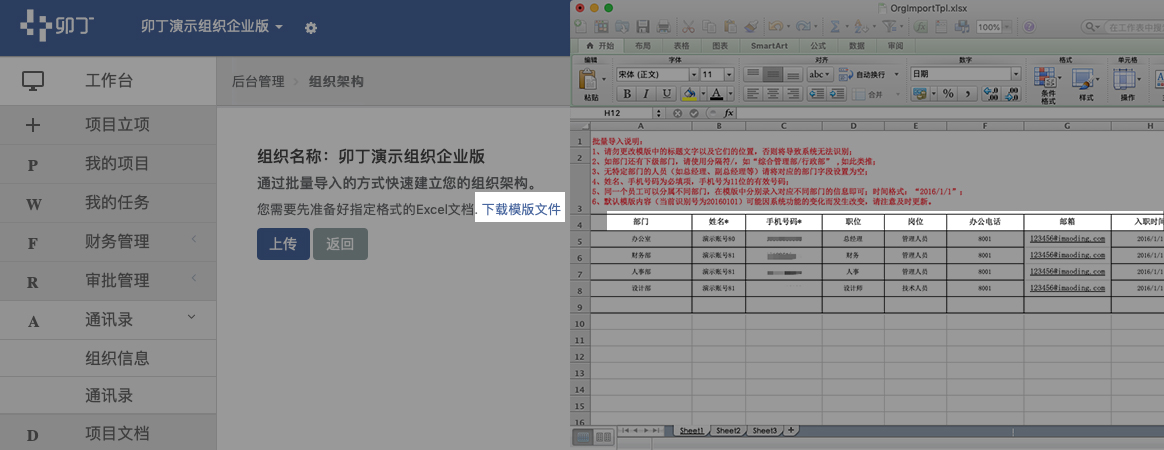 卯丁
卯丁演示组织企业版
工作台
项目立项
P 我的项目
W 我的任务
F 财务管理
R 审批管理
A 通讯录
组织信息
通讯录
D 项目文档
后台管理 > 组织架构
组织名称：卯丁演示组织企业版
通过批量导入的方式快速建立您的组织架构。
您需要先准备好指定格式的Excel文档. 下载模版文件
上传 返回
OrgImportTpl.xlsx
100%
在工作表中搜
开始 布局 表格 图表 SmartArt 公式 数据 审阅
编辑 字体 对齐 数字 格式 单元格
宋体 (正文) 11 abc 自动换行 日期
粘贴 B I U A 合并 % 条件格式 样式 操作
H12 fx
A B C D E F G H
1 批量导入说明：
2 1、请勿更改模版中的标题文字以及它们的位置，否则将导致系统无法识别；
2、如部门还有下级部门，请使用分隔符/，如“综合管理部/行政部”,如此类推；
3、无特定部门的人员（如总经理、副总经理等）请将对应的部门字段设置为空；
4、姓名、手机号码为必填项，手机号为11位的有效号码；
5、同一个员工可以分属不同部门，在模版中分别录入对应不同部门的信息即可；时间格式：“2016/1/1”；
3 6、默认模版内容（当前识别号为20160101）可能因系统功能的变化而发生改变，请注意及时更新。
4 部门 姓名* 手机号码* 职位 岗位 办公电话 邮箱 入职时间
5 办公室 演示账号80 总经理 管理人员 8001 123456@imaoding.com 2016/1/1
6 财务部 演示账号81 财务 管理人员 8001 123456@imaoding.com 2016/1/1
7 人事部 演示账号81 人事 管理人员 8001 123456@imaoding.com 2016/1/1
8 设计部 演示账号81 设计师 技术人员 8001 123456@imaoding.com 2016/1/1
9
10
11
12
13
14
15
16
Sheet1 Sheet2 Sheet3 +